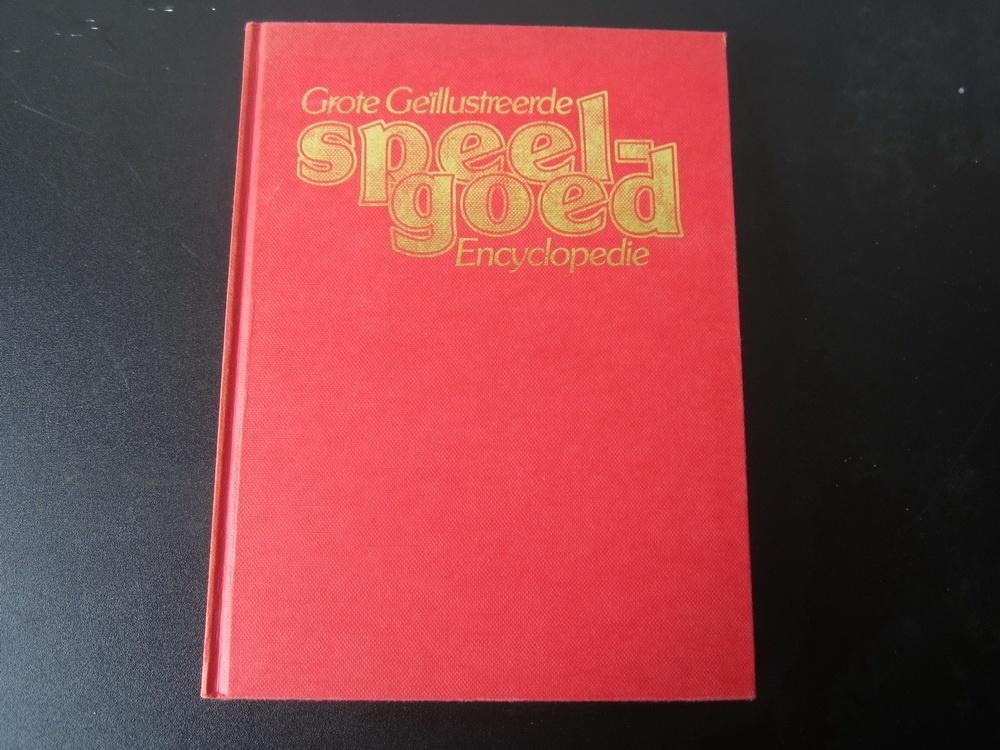 Grote Geïllustreerde
speel-
goed
Encyclopedie